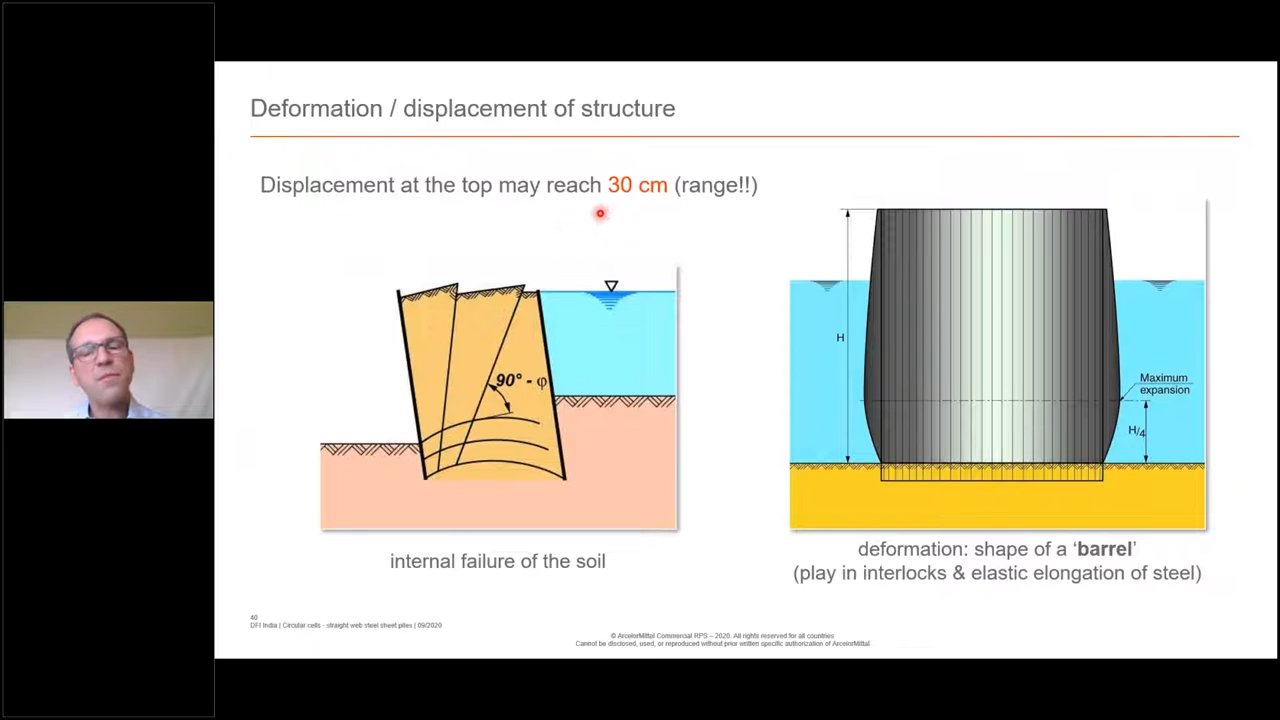 Deformation / displacement of structure
Displacement at the top may reach 30 cm (range!!)
90° - φ
H
Maximum
expansion
H/4
internal failure of the soil
deformation: shape of a ‘barrel’
(play in interlocks & elastic elongation of steel)
40
DFI India | Circular cells - straight web steel sheet piles | 09/2020
© ArcelorMittal Commercial RPS – 2020. All rights reserved for all countries
Cannot be disclosed, used, or reproduced without prior written specific authorization of ArcelorMittal